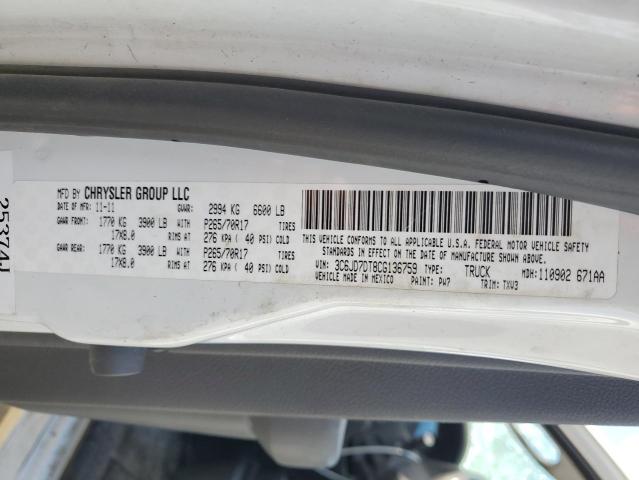 MFD BY CHRYSLER GROUP LLC
DATE OF MFR: 11-11 GVWR: 2994 KG 6600 LB
GAWR FRONT: 1770 KG 3900 LB WITH P265/70R17 TIRES
17X8.0 RIMS AT 276 KPA ( 40 PSI) COLD
GAWR REAR: 1770 KG 3900 LB WITH P265/70R17 TIRES
17X8.0 RIMS AT 276 KPA ( 40 PSI) COLD
THIS VEHICLE CONFORMS TO ALL APPLICABLE U.S.A. FEDERAL MOTOR VEHICLE SAFETY
STANDARDS IN EFFECT ON THE DATE OF MANUFACTURE SHOWN ABOVE.
VIN: 3C6JD7DT8CG136759 TYPE: TRUCK MDH: 110902 671AA
VEHICLE MADE IN MEXICO PAINT: PW7 TRIM: TXV3
25374J